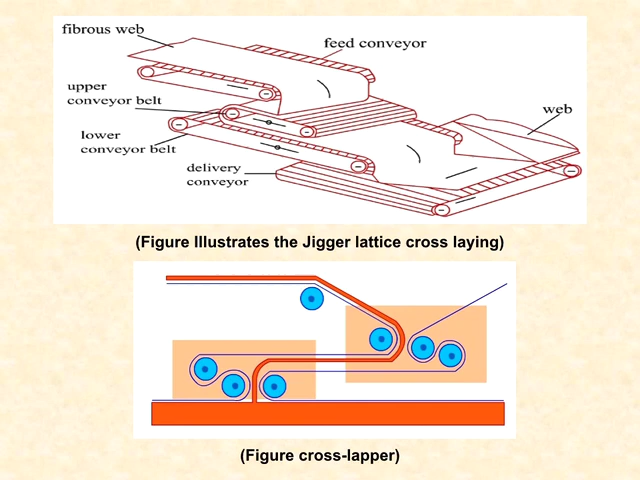 fibrous web
feed conveyor
upper
conveyor belt
web
lower
conveyor belt
delivery
conveyor
(Figure Illustrates the Jigger lattice cross laying)
(Figure cross-lapper)